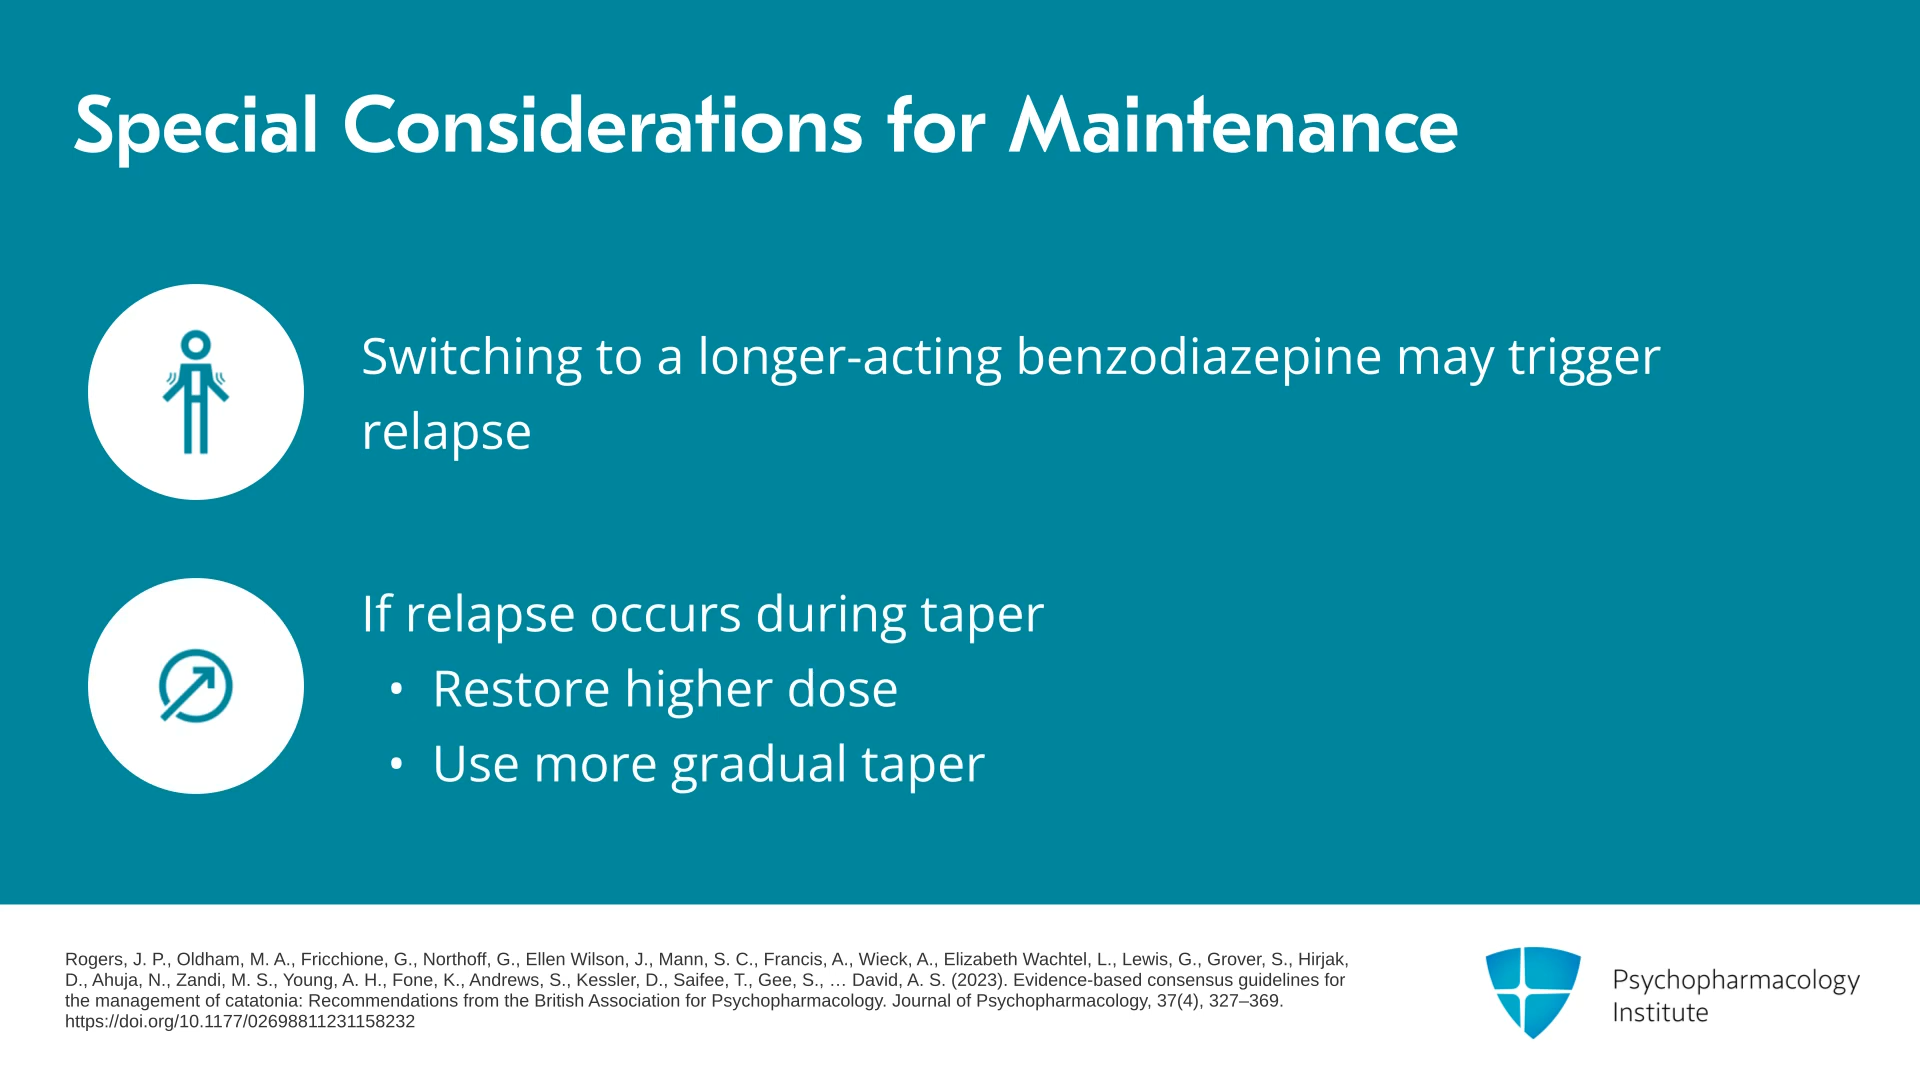 Special Considerations for Maintenance
Switching to a longer-acting benzodiazepine may trigger
relapse
If relapse occurs during taper
• Restore higher dose
• Use more gradual taper
Rogers, J. P., Oldham, M. A., Fricchione, G., Northoff, G., Ellen Wilson, J., Mann, S. C., Francis, A., Wieck, A., Elizabeth Wachtel, L., Lewis, G., Grover, S., Hirjak,
D., Ahuja, N., Zandi, M. S., Young, A. H., Fone, K., Andrews, S., Kessler, D., Saifee, T., Gee, S., … David, A. S. (2023). Evidence-based consensus guidelines for
the management of catatonia: Recommendations from the British Association for Psychopharmacology. Journal of Psychopharmacology, 37(4), 327–369.
https://doi.org/10.1177/02698811231158232
Psychopharmacology
Institute